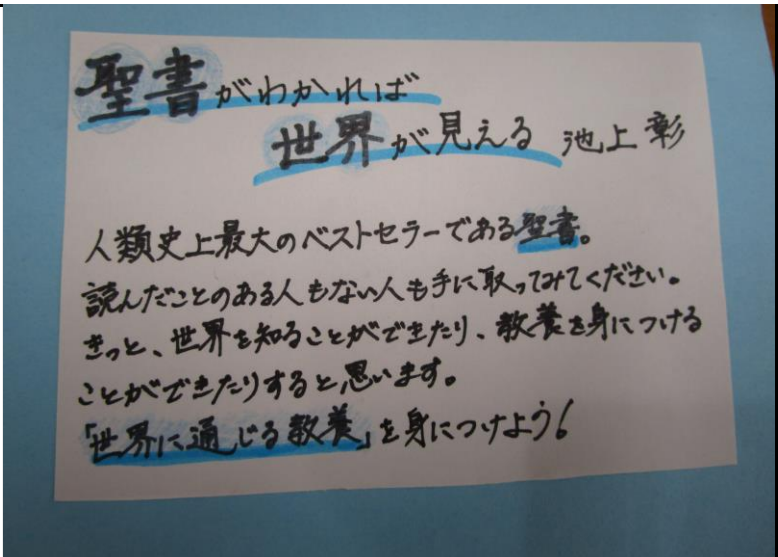 聖書がわかれば
世界が見える 池上彰
人類史上最大のベストセラーである聖書。
読んだことのある人もない人も手に取ってみてください。
きっと、世界を知ることができたり、教養を身につける
ことができたりすると思います。
「世界に通じる教養」を身につけよう!